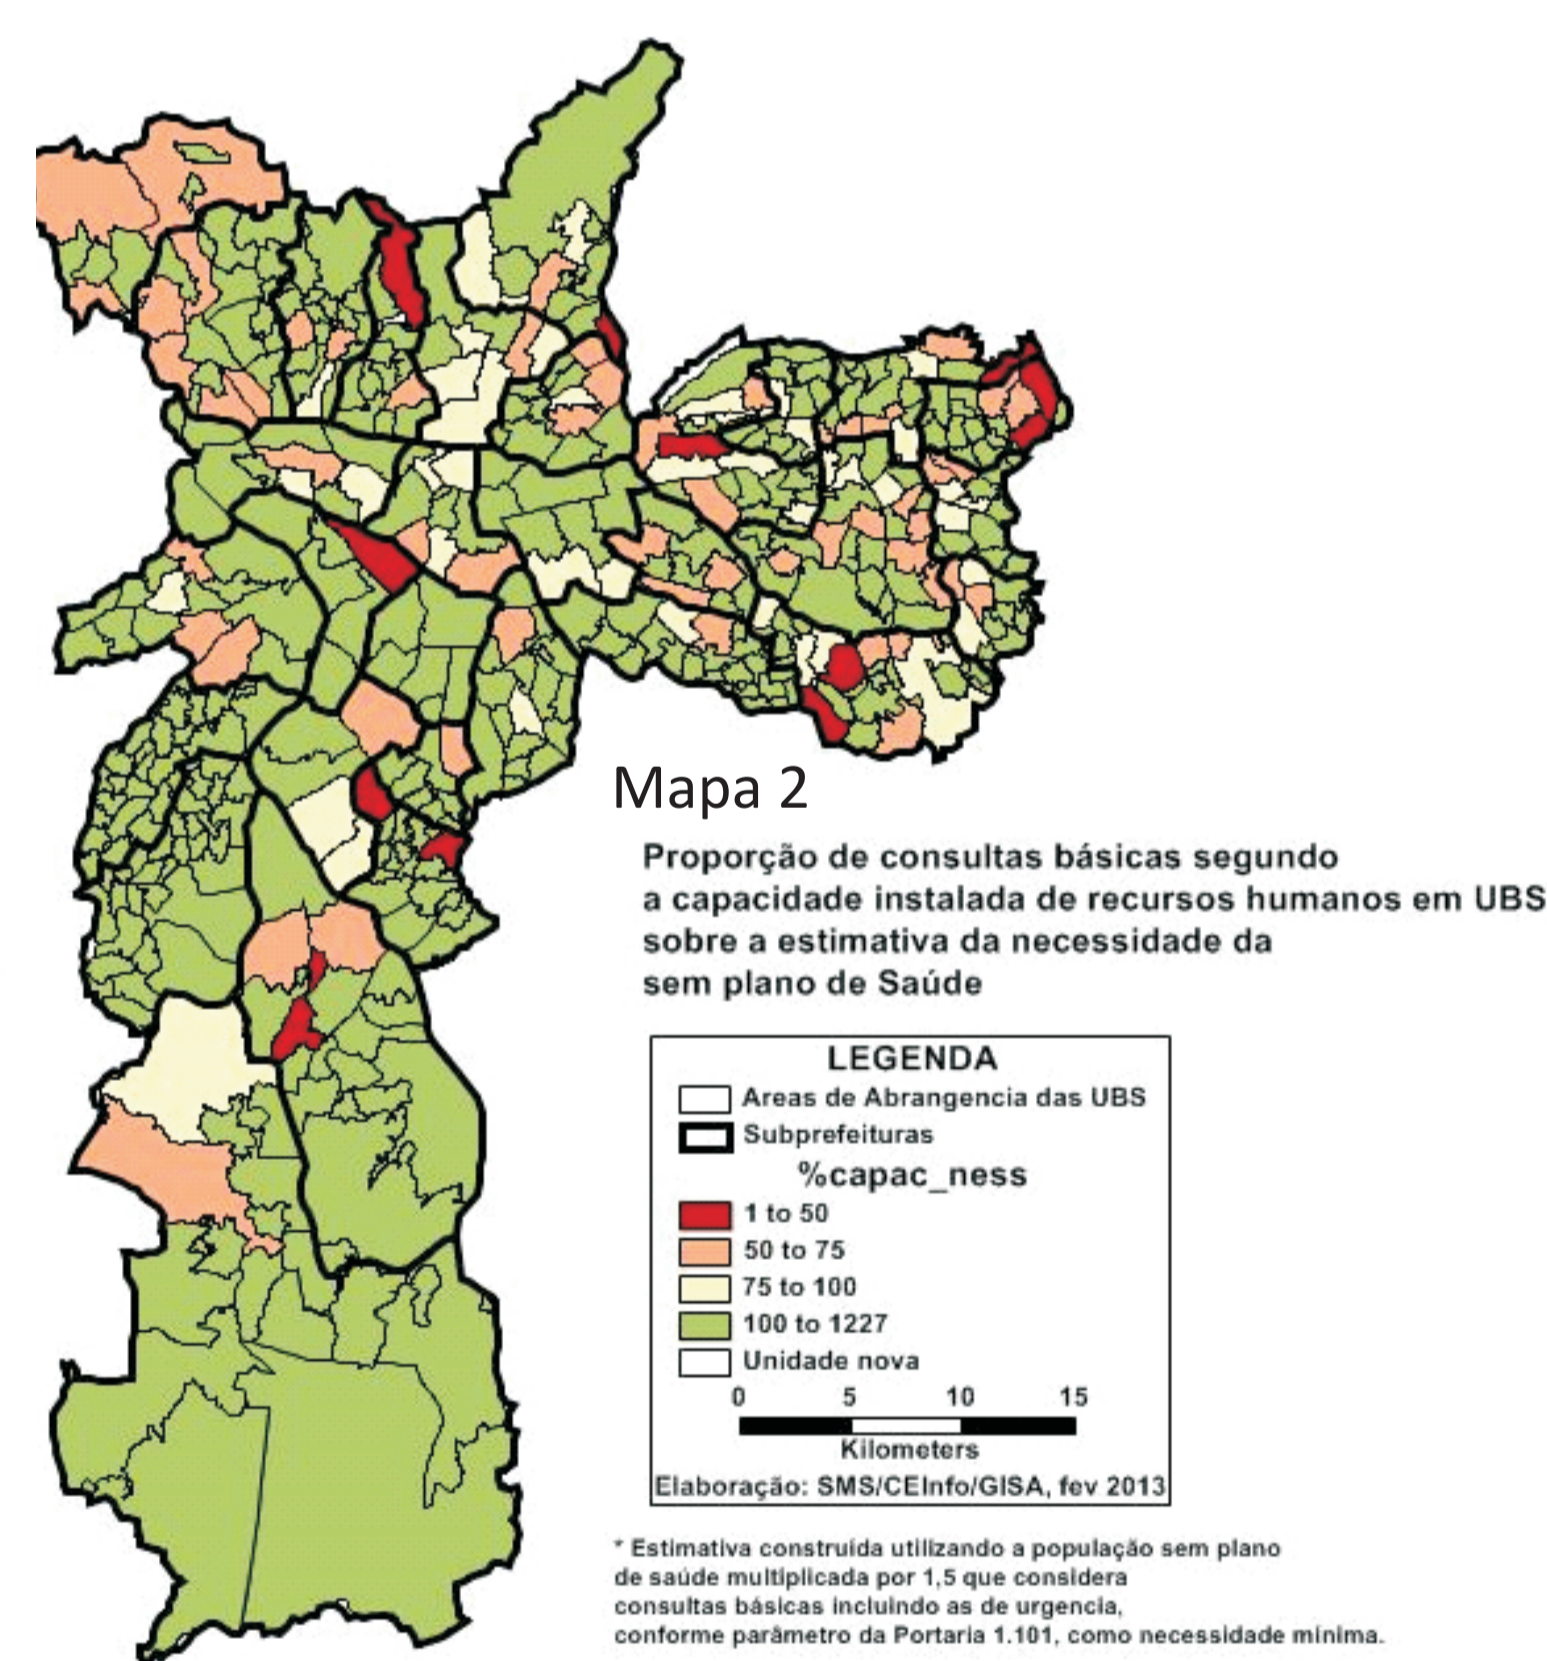 Mapa 2
Proporção de consultas básicas segundo
a capacidade instalada de recursos humanos em UBS
sobre a estimativa da necessidade da
sem plano de Saúde
LEGENDA
Areas de Abrangencia das UBS
Subprefeituras
%capac_ness
1 to 50
50 to 75
75 to 100
100 to 1227
Unidade nova
0 5 10 15
Kilometers
Elaboração: SMS/CEInfo/GISA, fev 2013
* Estimativa construida utilizando a população sem plano
de saúde multiplicada por 1,5 que considera
consultas básicas incluindo as de urgencia,
conforme parâmetro da Portaria 1.101, como necessidade mínima.